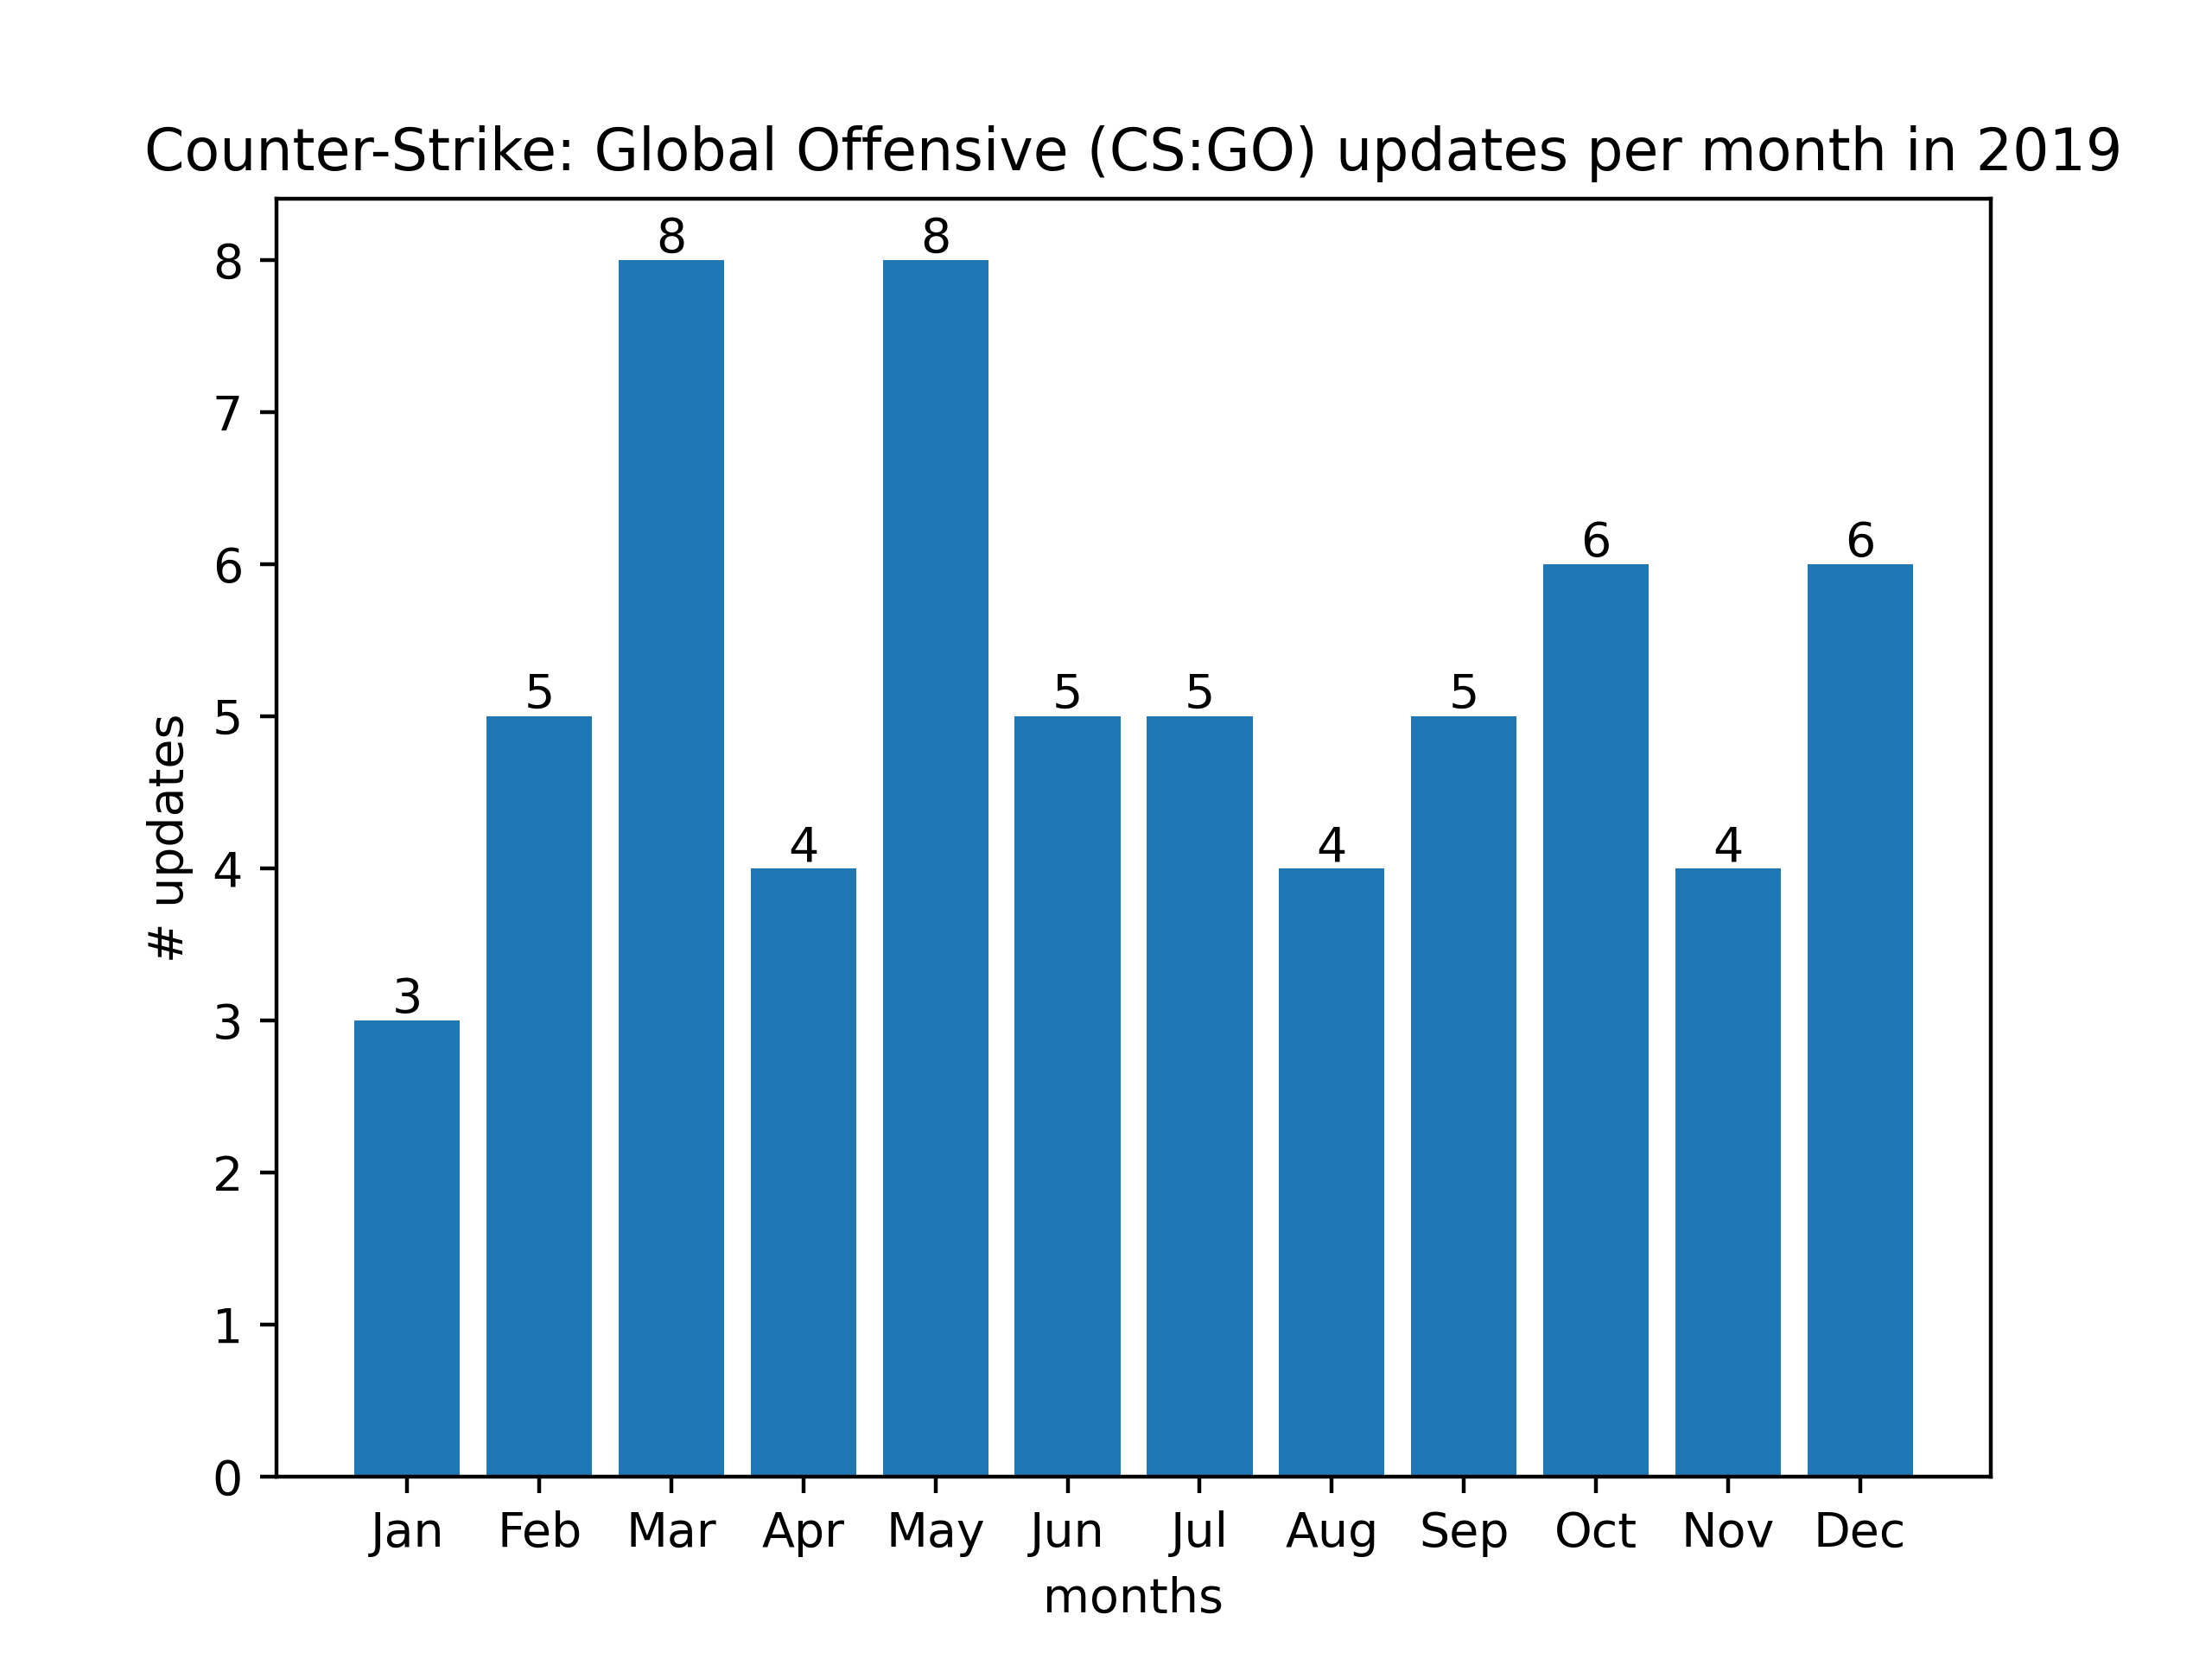 Counter-Strike: Global Offensive (CS:GO) updates per month in 2019
8 8
8
7
6 6
6
5 5 5 5
5
4 4 4
4
3
3
2
1
0
# updates
Jan Feb Mar Apr May Jun Jul Aug Sep Oct Nov Dec
months